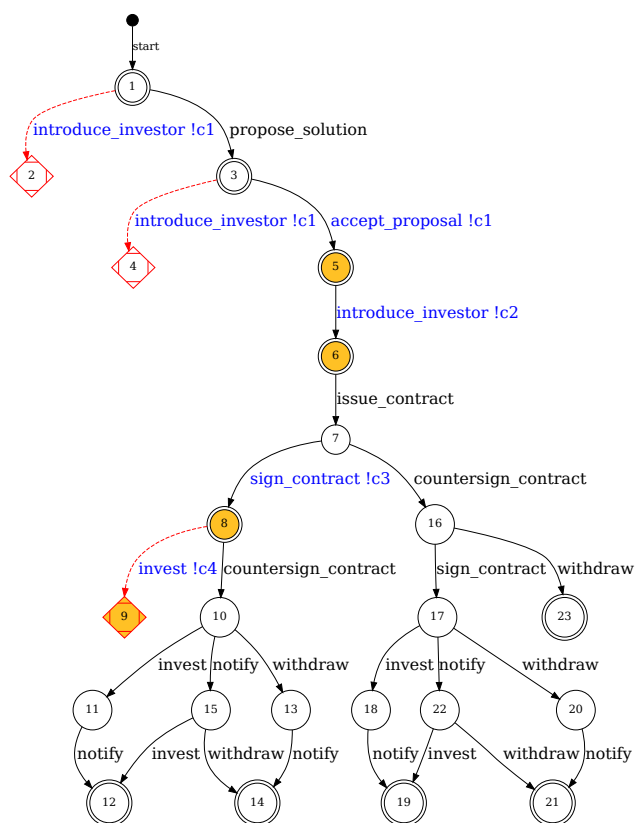 start
1
introduce_investor !c1 propose_solution
2 3
introduce_investor !c1 accept_proposal !c1
4 5
introduce_investor !c2
6
issue_contract
7
sign_contract !c3 countersign_contract
8 16
invest !c4 countersign_contract sign_contract withdraw
9 10 17 23
invest notify withdraw invest notify withdraw
11 15 13 18 22 20
notify invest withdraw notify notify invest withdraw notify
12 14 19 21